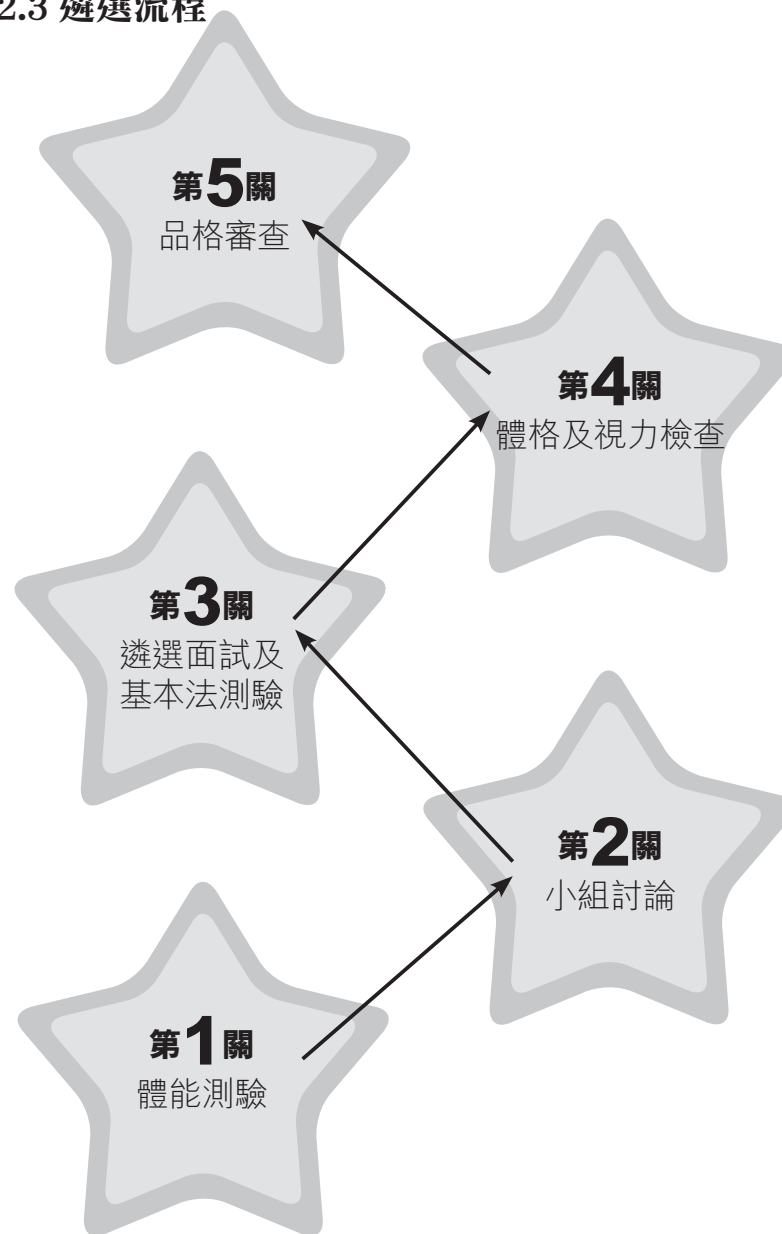 2.3 遴選流程
第5關
品格審查
第4關
體格及視力檢查
第3關
遴選面試及
基本法測驗
第2關
小組討論
第1關
體能測驗